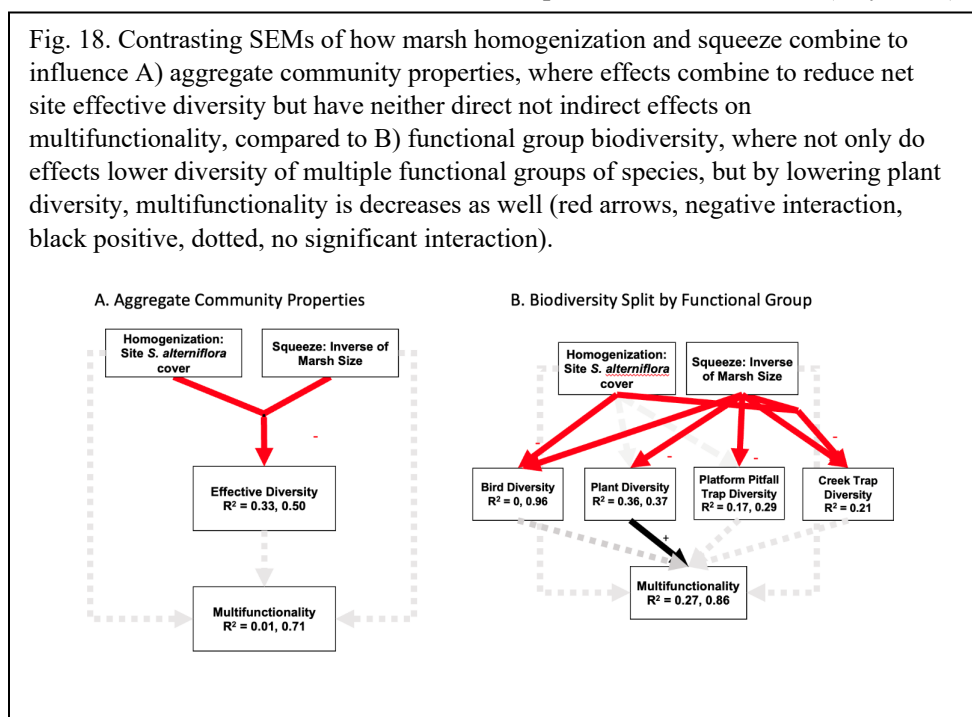 Fig. 18. Contrasting SEMs of how marsh homogenization and squeeze combine to
influence A) aggregate community properties, where effects combine to reduce net
site effective diversity but have neither direct not indirect effects on
multifunctionality, compared to B) functional group biodiversity, where not only do
effects lower diversity of multiple functional groups of species, but by lowering plant
diversity, multifunctionality is decreases as well (red arrows, negative interaction,
black positive, dotted, no significant interaction).
A. Aggregate Community Properties
Homogenization:
Site S. alterniflora
cover
Squeeze: Inverse of
Marsh Size
-
Effective Diversity
R² = 0.33, 0.50
Multifunctionality
R² = 0.01, 0.71
B. Biodiversity Split by Functional Group
Homogenization:
Site S. alterniflora
cover
Squeeze: Inverse
of Marsh Size
-
-
-
-
Bird Diversity
R² = 0, 0.96
Plant Diversity
R² = 0.36, 0.37
Platform Pitfall
Trap Diversity
R² = 0.17, 0.29
Creek Trap
Diversity
R² = 0.21
+
Multifunctionality
R² = 0.27, 0.86